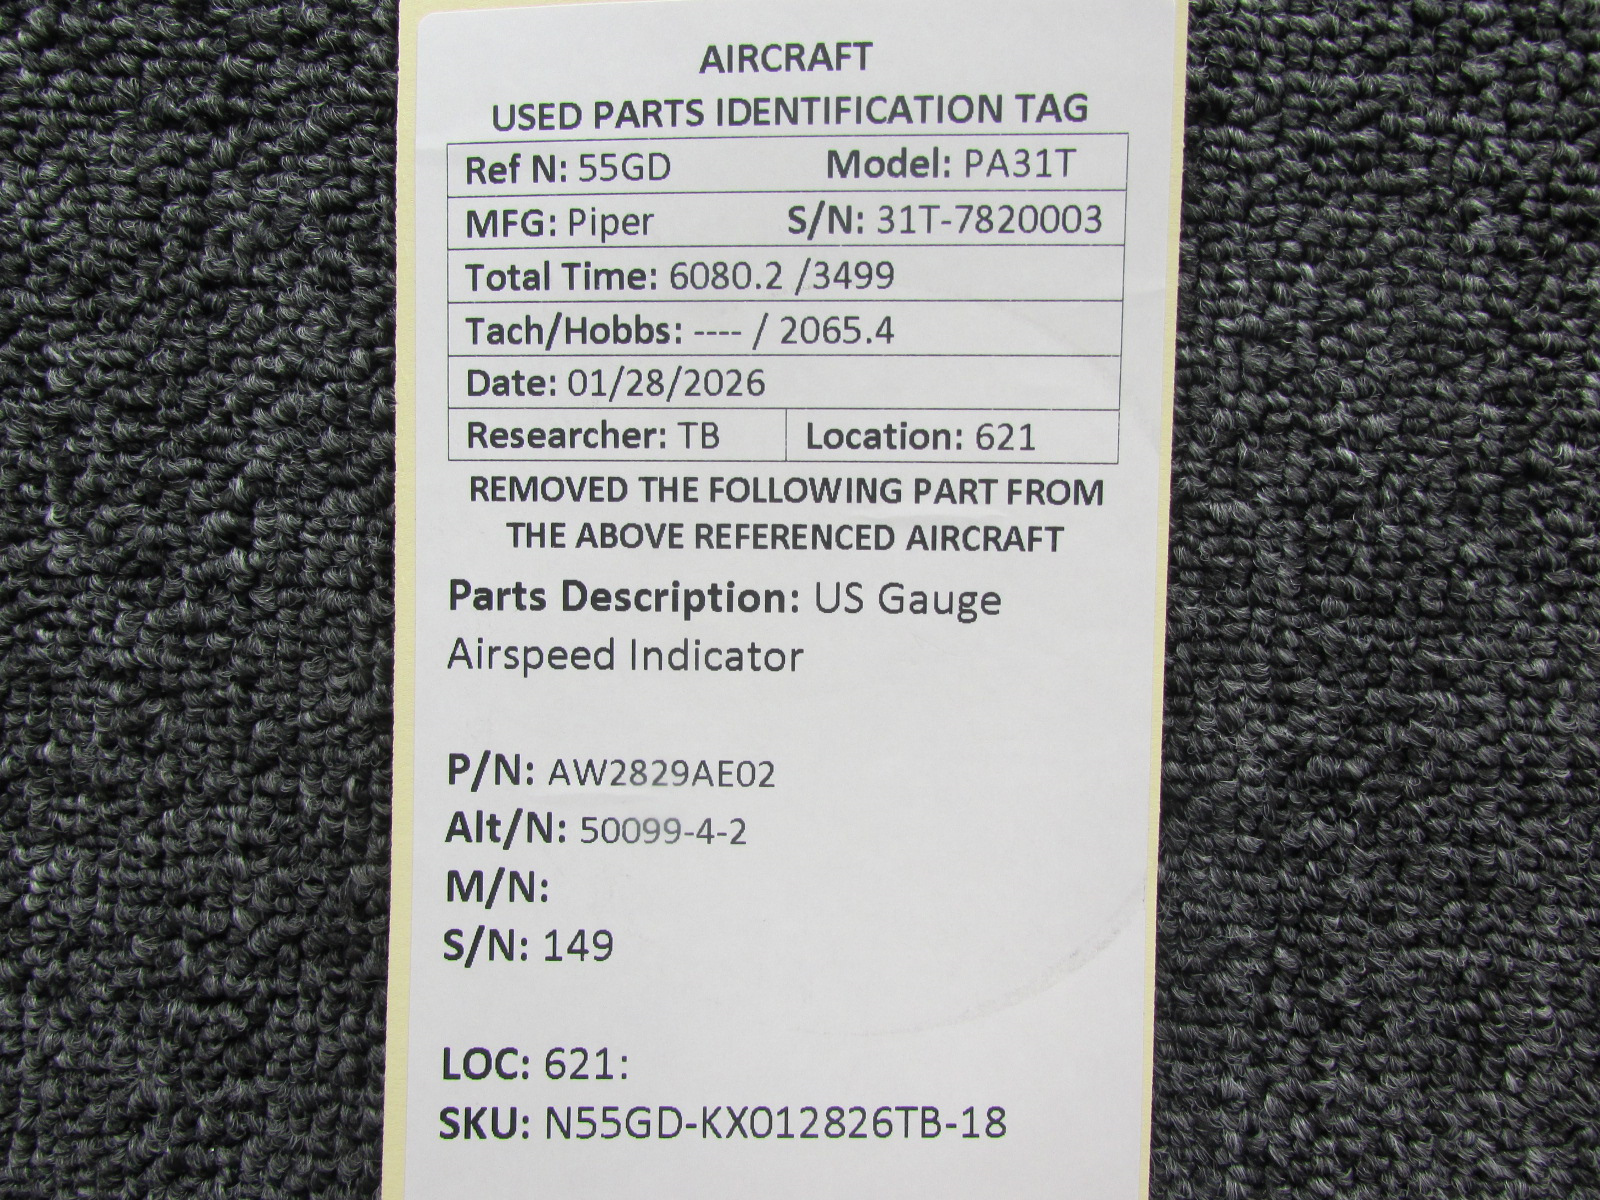 AIRCRAFT
USED PARTS IDENTIFICATION TAG
Ref N: 55GD Model: PA31T
MFG: Piper S/N: 31T-7820003
Total Time: 6080.2 /3499
Tach/Hobbs: ---- / 2065.4
Date: 01/28/2026
Researcher: TB Location: 621
REMOVED THE FOLLOWING PART FROM
THE ABOVE REFERENCED AIRCRAFT
Parts Description: US Gauge
Airspeed Indicator
P/N: AW2829AE02
Alt/N: 50099-4-2
M/N:
S/N: 149
LOC: 621:
SKU: N55GD-KX012826TB-18